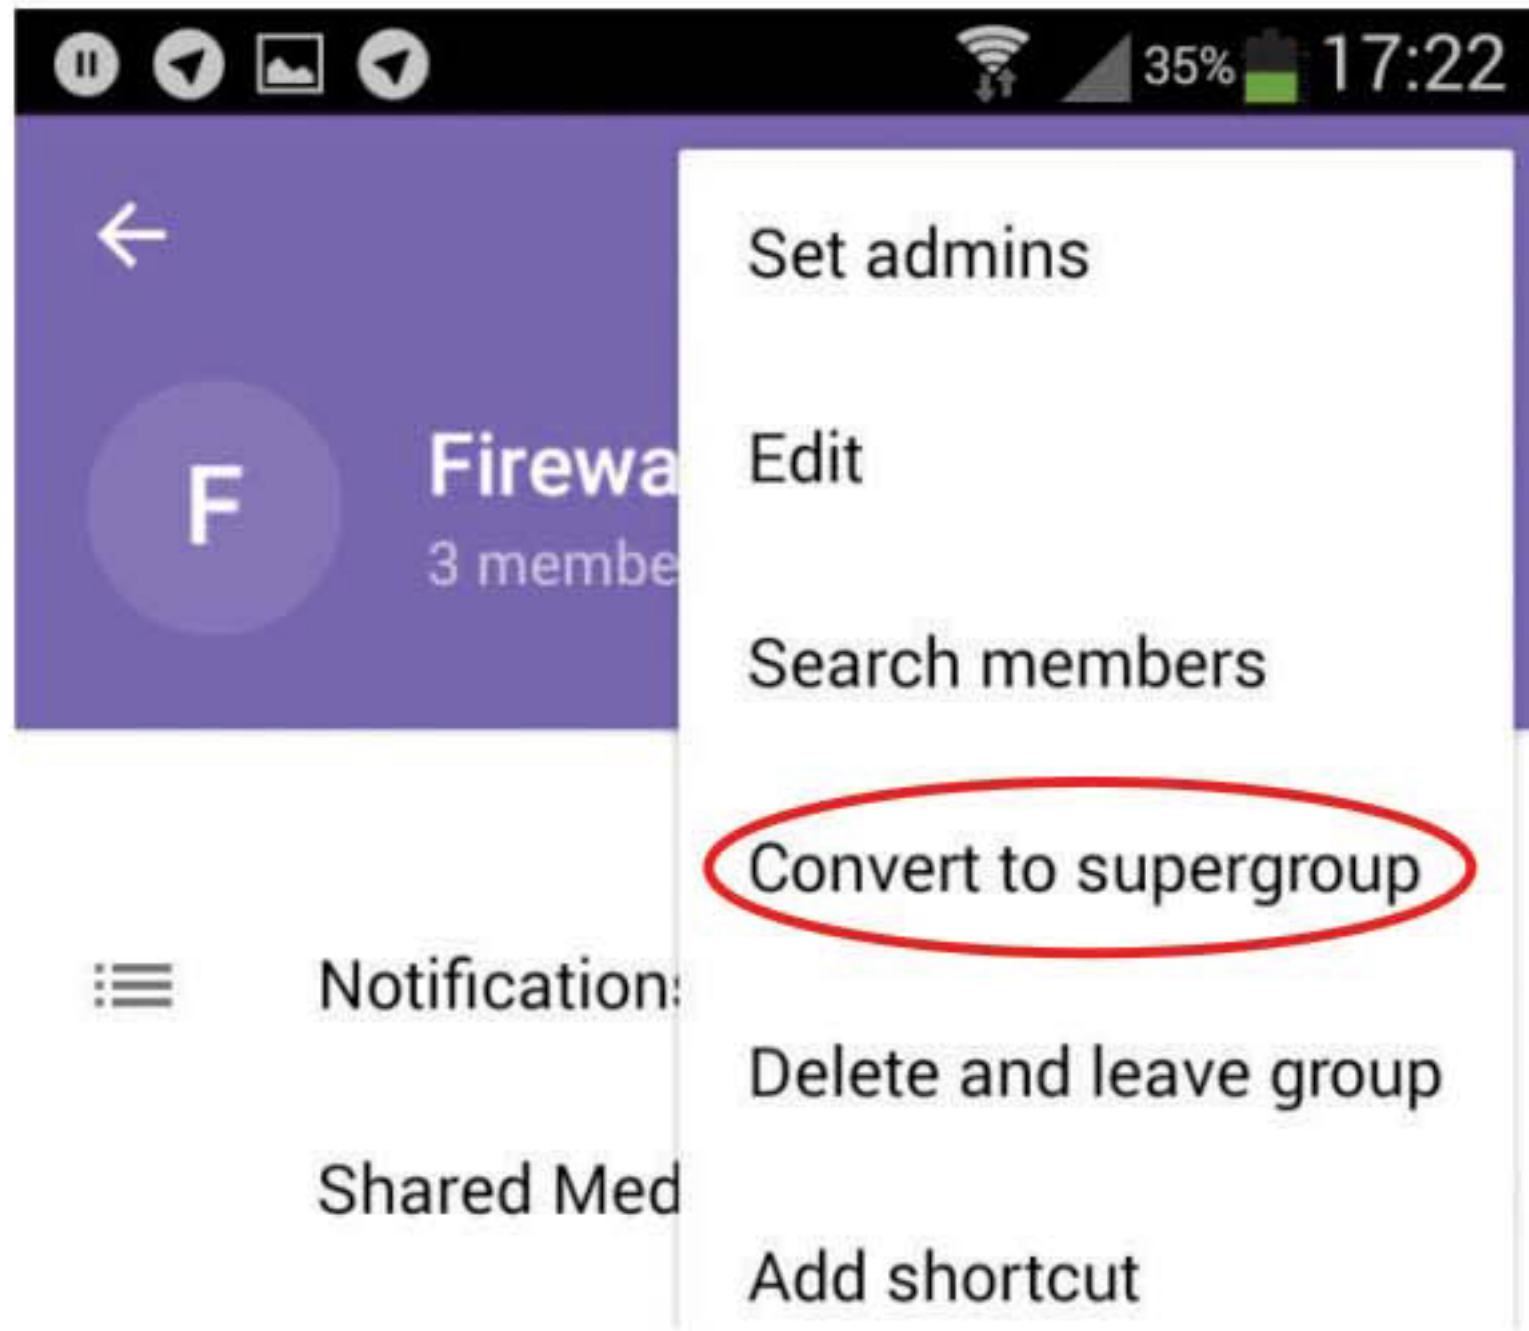 35% 17:22
Set admins
F
Firewa
3 membe
Edit
Search members
Convert to supergroup
Notification
Delete and leave group
Shared Med
Add shortcut